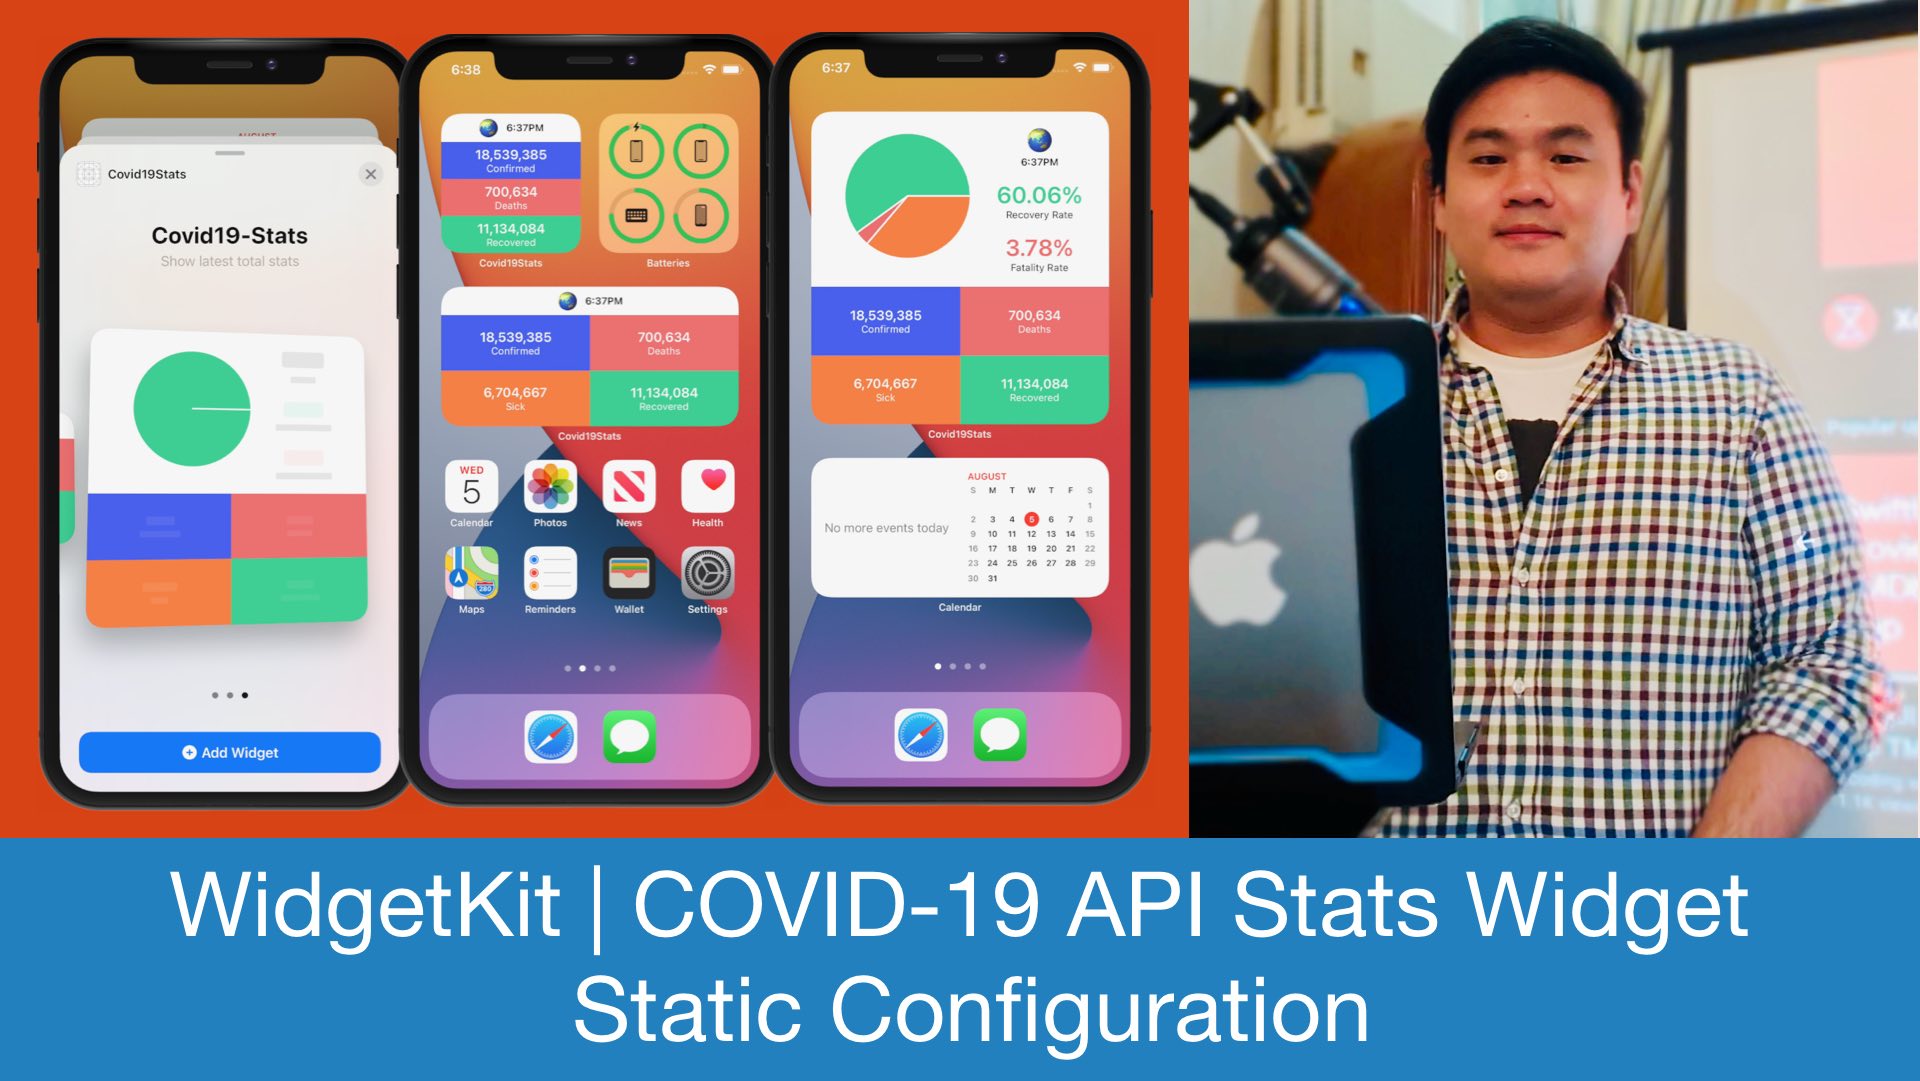 AUGUST
Covid19Stats
Covid19-Stats
Show latest total stats
Add Widget
6:38
6:37PM
18,539,385
Confirmed
700,634
Deaths
11,134,084
Recovered
Covid19Stats
Batteries
6:37PM
18,539,385
Confirmed
700,634
Deaths
6,704,667
Sick
11,134,084
Recovered
Covid19Stats
WED
5
Calendar
Photos
News
Health
280
Maps
Reminders
Wallet
Settings
6:37
6:37PM
60.06%
Recovery Rate
3.78%
Fatality Rate
18,539,385
Confirmed
700,634
Deaths
6,704,667
Sick
11,134,084
Recovered
Covid19Stats
No more events today
AUGUST
S M T W T F S
1
2 3 4 5 6 7 8
9 10 11 12 13 14 15
16 17 18 19 20 21 22
23 24 25 26 27 28 29
30 31
Calendar
Popular
WidgetKit | COVID-19 API Stats Widget
Static Configuration